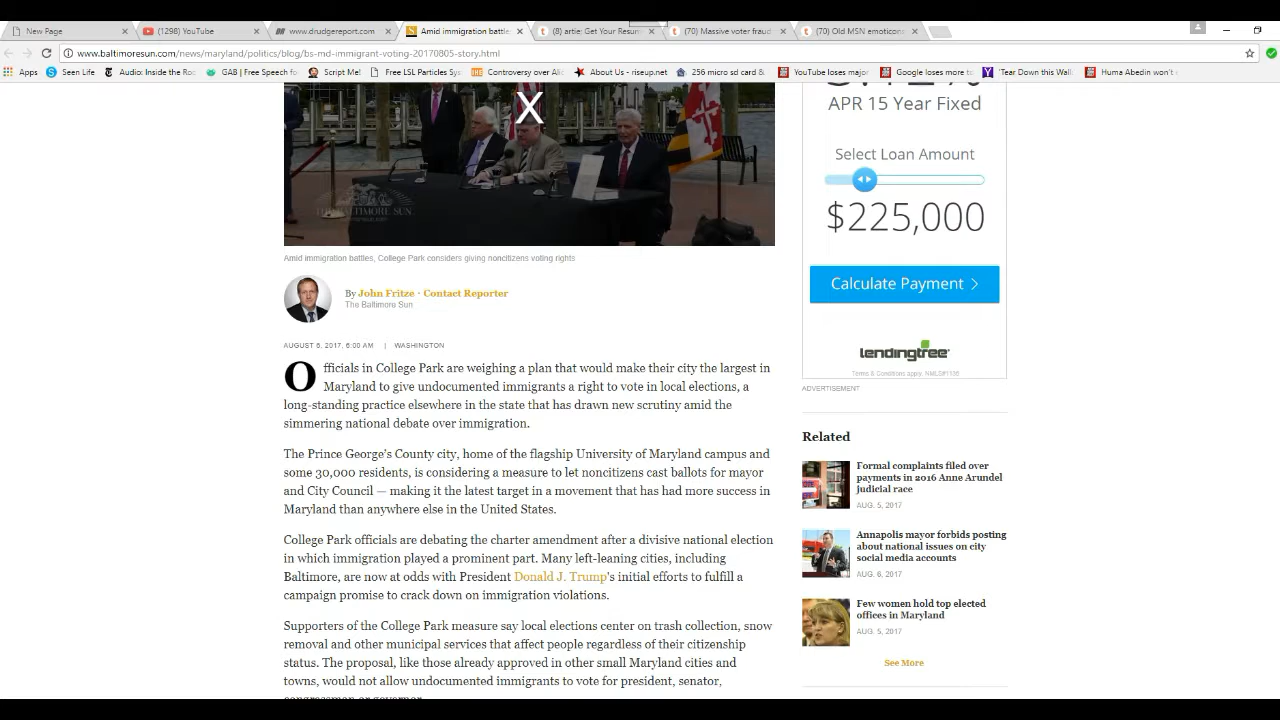 New Page
(1298) YouTube
www.drudgereport.com
Amid immigration battle
(8) artie: Get Your Resum
(70) Massive voter fraud
(70) Old MSN emoticons
www.baltimoresun.com/news/maryland/politics/blog/bs-md-immigrant-voting-20170805-story.html
Apps
Seen Life
Audio: Inside the Ro
GAB | Free Speech fo
Script Me!
Free LSL Particles Sys
Controversy over Ali
About Us - riseup.net
256 micro sd card &
YouTube loses major
Google loses more to
'Tear Down this Wall
Huma Abedin won't
X
THE BALTIMORE SUN
Amid immigration battles, College Park considers giving noncitizens voting rights
By John Fritze · Contact Reporter
The Baltimore Sun
WASHINGTON
Officials in College Park are weighing a plan that would make their city the largest in
Maryland to give undocumented immigrants a right to vote in local elections, a
long-standing practice elsewhere in the state that has drawn new scrutiny amid the
simmering national debate over immigration.
The Prince George's County city, home of the flagship University of Maryland campus and
some 30,000 residents, is considering a measure to let noncitizens cast ballots for mayor
and City Council — making it the latest target in a movement that has had more success in
Maryland than anywhere else in the United States.
College Park officials are debating the charter amendment after a divisive national election
in which immigration played a prominent part. Many left-leaning cities, including
Baltimore, are now at odds with President Donald J. Trump's initial efforts to fulfill a
campaign promise to crack down on immigration violations.
Supporters of the College Park measure say local elections center on trash collection, snow
removal and other municipal services that affect people regardless of their citizenship
status. The proposal, like those already approved in other small Maryland cities and
towns, would not allow undocumented immigrants to vote for president, senator,
congressman or governor.
APR 15 Year Fixed
Select Loan Amount
$225,000
Calculate Payment
lendingtree
Terms & Conditions apply. NMLS#1136
ADVERTISEMENT
Related
Formal complaints filed over
payments in 2016 Anne Arundel
judicial race
AUG. 5, 2017
Annapolis mayor forbids posting
about national issues on city
social media accounts
AUG. 6, 2017
Few women hold top elected
offices in Maryland
AUG. 5, 2017
See More